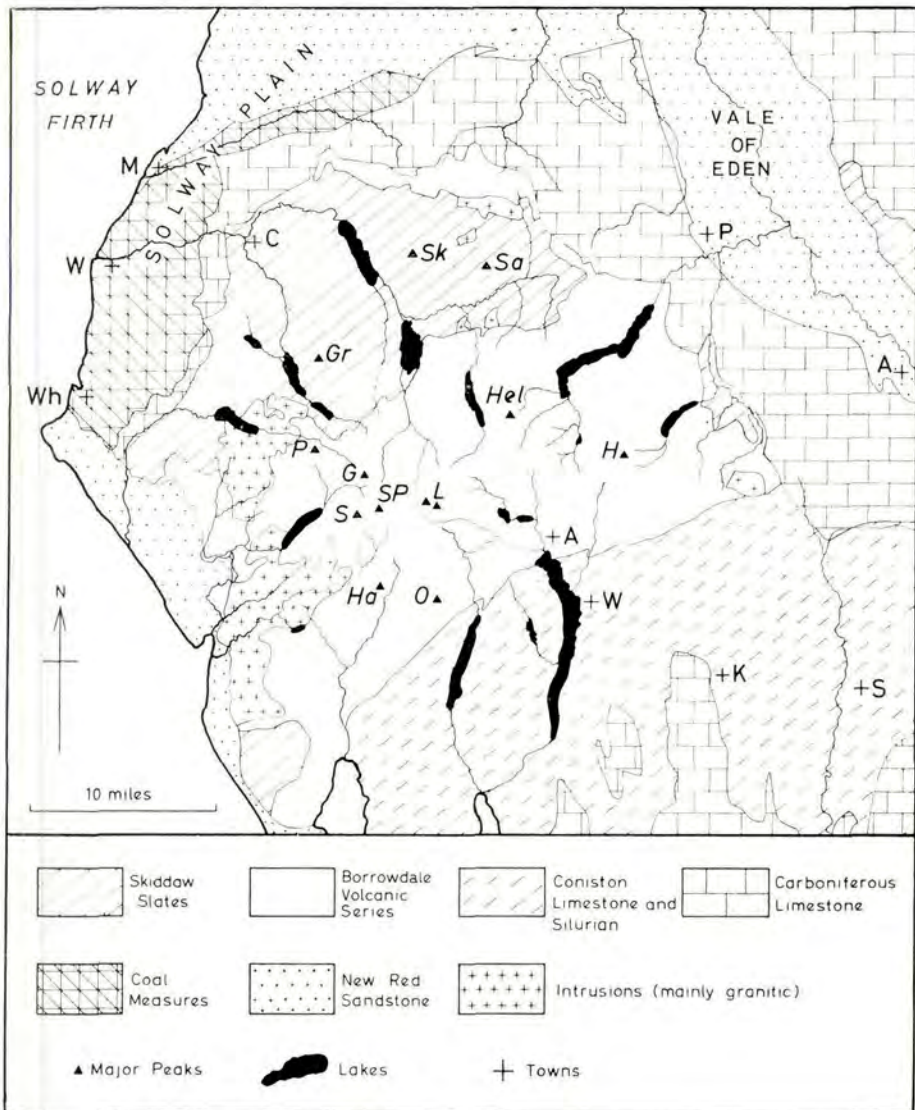 SOLWAY
FIRTH
SOLWAY PLAIN
VALE
OF
EDEN
M
C
P
W
Sk
Sa
Gr
A
Wh
Hel
P
H
G
SP
L
S
A
Ha
O
W
K
S
N
10 miles
Skiddaw
Slates
Borrowdale
Volcanic
Series
Coniston
Limestone and
Silurian
Carboniferous
Limestone
Coal
Measures
New Red
Sandstone
Intrusions (mainly granitic)
Major Peaks
Lakes
Towns